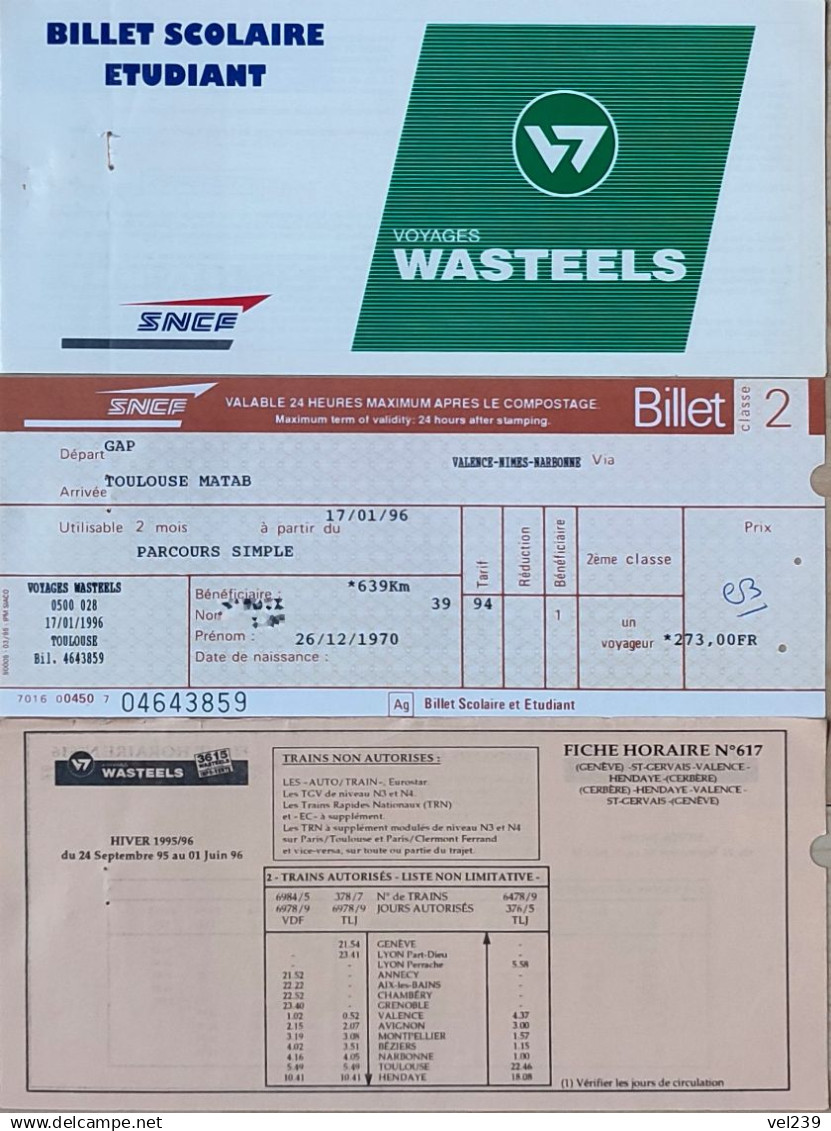 BILLET SCOLAIRE
ETUDIANT
VOYAGES
WASTEELS
SNCF
SNCF
VALABLE 24 HEURES MAXIMUM APRES LE COMPOSTAGE
Maximum term of validity: 24 hours after stamping.
Billet
classe
2
Départ GAP
VALENCE-NIMES-NARBONNE Via
Arrivée TOULOUSE MATAB
Utilisable 2 mois à partir du 17/01/96
PARCOURS SIMPLE
Tarif
Réduction
Bénéficiaire
2ème classe
Prix
VOYAGES WASTEELS
0500 028
17/01/1996
TOULOUSE
Bil. 4643859
Bénéficiaire : *639Km
Nom
39
94
1
un
voyageur *273,00FR
Prénom : 26/12/1970
Date de naissance :
7016 00450 7 04643859
Ag Billet Scolaire et Etudiant
WASTEELS
3615
WASTEELS
HIVER 1995/96
du 24 Septembre 95 au 01 Juin 96
TRAINS NON AUTORISES :
LES -AUTO/TRAIN-, Eurostar
Les TGV de niveau N3 et N4.
Les Trains Rapides Nationaux (TRN)
et -EC- à supplément.
Les TRN à supplément modulés de niveau N3 et N4
sur Paris/Toulouse et Paris/Clermont Ferrand
et vice-versa, sur toute ou partie du trajet.
FICHE HORAIRE N°617
(GENÈVE) -ST-GERVAIS-VALENCE -
HENDAYE -(CERBÈRE)
(CERBÈRE) -HENDAYE -VALENCE -
ST-GERVAIS -(GENÈVE)
2 - TRAINS AUTORISÉS - LISTE NON LIMITATIVE -
6984/5 378/7 N° de TRAINS 6478/9
6978/9 6978/9 JOURS AUTORISÉS 376/5
VDF TLJ TLJ
21.54 GENÈVE -
- 23.41 LYON Part-Dieu -
- - LYON Perrache 5.58
21.52 - ANNECY -
22.22 - AIX-les-BAINS -
22.52 - CHAMBÉRY -
23.40 - GRENOBLE -
1.02 0.52 VALENCE 4.37
2.15 2.07 AVIGNON 3.00
3.19 3.08 MONTPELLIER 1.57
4.02 3.51 BÉZIERS 1.15
4.16 4.05 NARBONNE 1.00
5.49 5.49 TOULOUSE 22.46
10.41 10.41 HENDAYE 18.08
(1) Vérifier les jours de circulation
delcampe.net
vel239